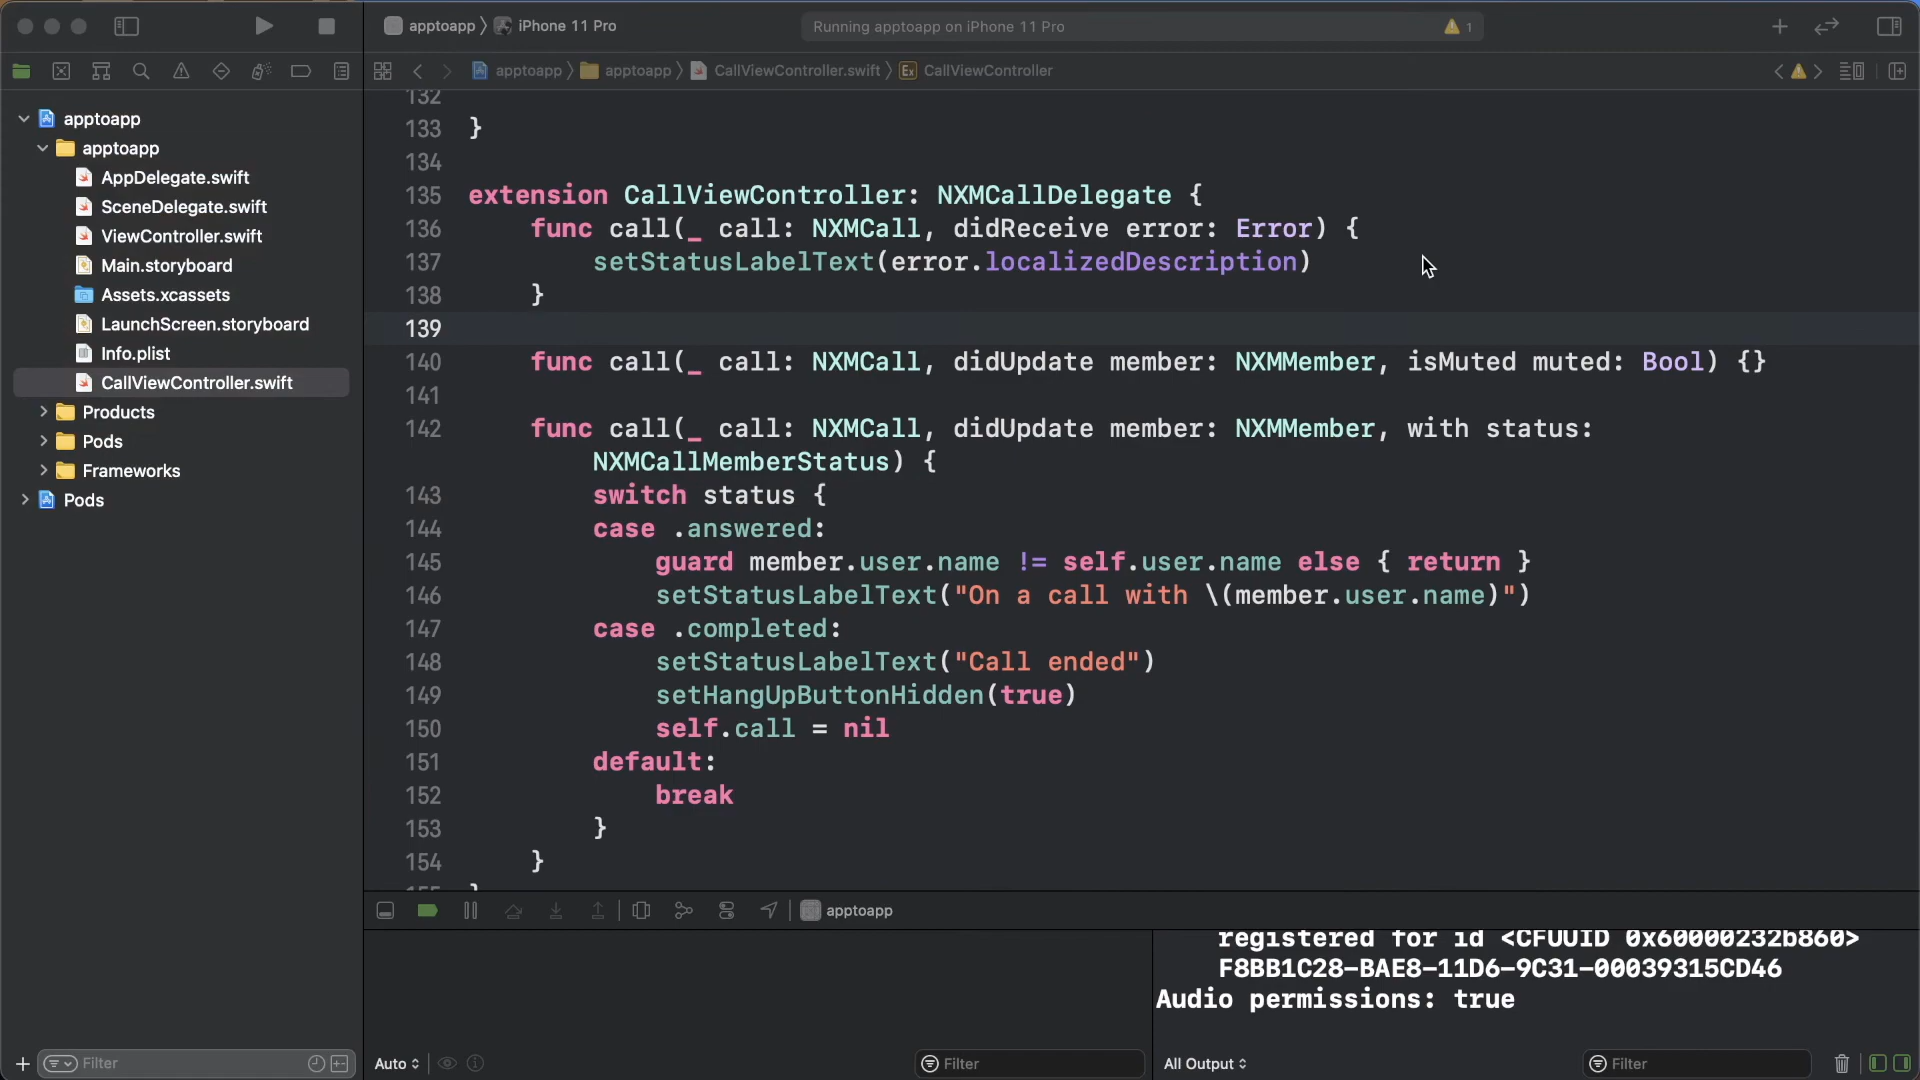 apptoapp
iPhone 11 Pro
Running apptoapp on iPhone 11 Pro
1
apptoapp
apptoapp
CallViewController.swift
Ex
CallViewController
apptoapp
apptoapp
AppDelegate.swift
SceneDelegate.swift
ViewController.swift
Main.storyboard
Assets.xcassets
LaunchScreen.storyboard
Info.plist
CallViewController.swift
Products
Pods
Frameworks
Pods
132
133 }
134
135 extension CallViewController: NXMCallDelegate {
136 func call(_ call: NXMCall, didReceive error: Error) {
137 setStatusLabelText(error.localizedDescription)
138 }
139
140 func call(_ call: NXMCall, didUpdate member: NXMMember, isMuted muted: Bool) {}
141
142 func call(_ call: NXMCall, didUpdate member: NXMMember, with status:
NXMCallMemberStatus) {
143 switch status {
144 case .answered:
145 guard member.user.name != self.user.name else { return }
146 setStatusLabelText("On a call with \(member.user.name)")
147 case .completed:
148 setStatusLabelText("Call ended")
149 setHangUpButtonHidden(true)
150 self.call = nil
151 default:
152 break
153 }
154 }
155 }
apptoapp
registered for id <CFUUID 0x60000232b860>
F8BB1C28-BAE8-11D6-9C31-00039315CD46
Audio permissions: true
Filter
Auto
Filter
All Output
Filter